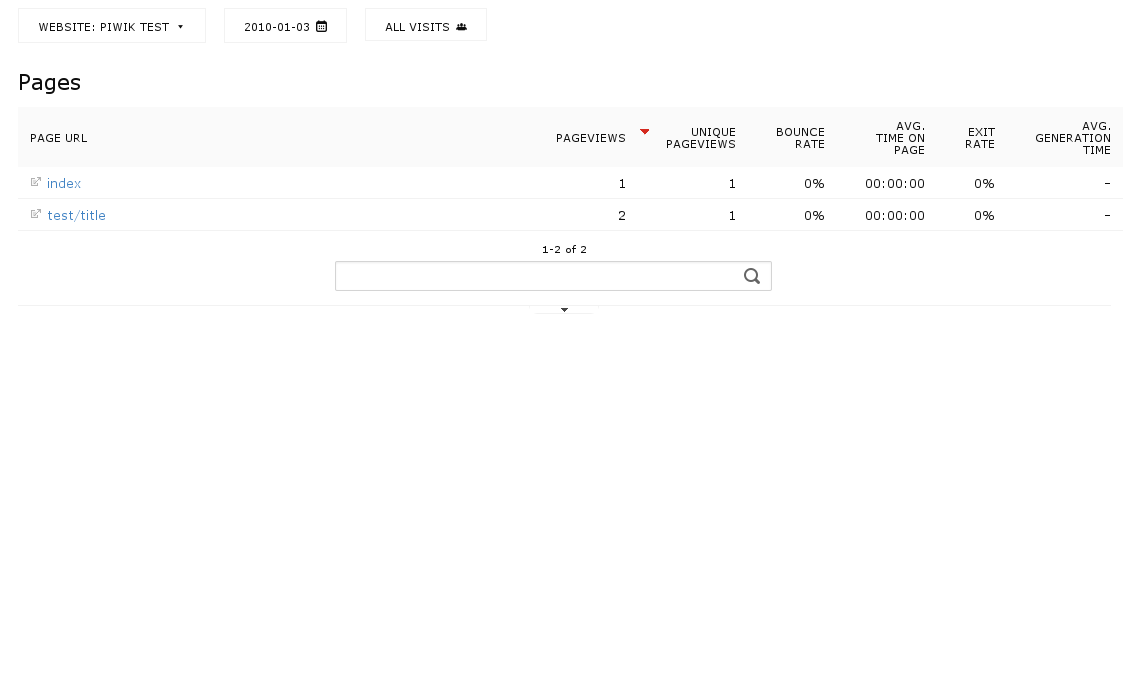 WEBSITE: PIWIK TEST 2010-01-03 ALL VISITS
Pages
PAGE URL PAGEVIEWS UNIQUE PAGEVIEWS BOUNCE RATE AVG. TIME ON PAGE EXIT RATE AVG. GENERATION TIME
index 1 1 0% 00:00:00 0% -
test/title 2 1 0% 00:00:00 0% -
1-2 of 2